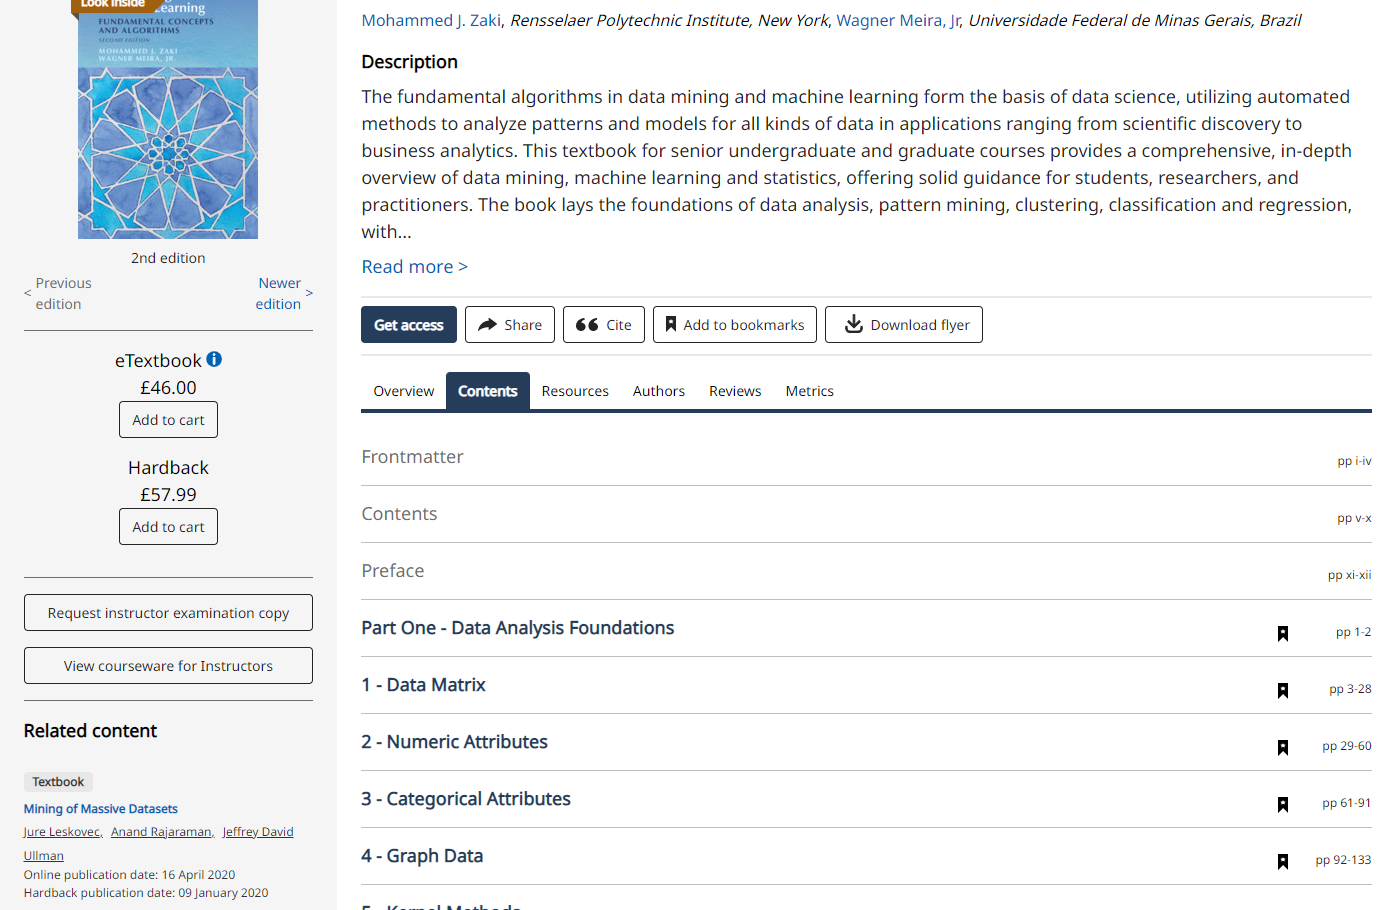 Look Inside
g
earning
FUNDAMENTAL CONCEPTS
AND ALGORITHMS
SECOND EDITION
MOHAMMED J. ZAKI
WAGNER MEIRA, JR.
2nd edition
< Previous edition
Newer edition >
eTextbook
£46.00
Add to cart
Hardback
£57.99
Add to cart
Request instructor examination copy
View courseware for Instructors
Related content
Textbook
Mining of Massive Datasets
Jure Leskovec, Anand Rajaraman, Jeffrey David
Ullman
Online publication date: 16 April 2020
Hardback publication date: 09 January 2020
Mohammed J. Zaki, Rensselaer Polytechnic Institute, New York, Wagner Meira, Jr, Universidade Federal de Minas Gerais, Brazil
Description
The fundamental algorithms in data mining and machine learning form the basis of data science, utilizing automated
methods to analyze patterns and models for all kinds of data in applications ranging from scientific discovery to
business analytics. This textbook for senior undergraduate and graduate courses provides a comprehensive, in-depth
overview of data mining, machine learning and statistics, offering solid guidance for students, researchers, and
practitioners. The book lays the foundations of data analysis, pattern mining, clustering, classification and regression,
with...
Read more >
Get access Share Cite Add to bookmarks Download flyer
Overview Contents Resources Authors Reviews Metrics
Frontmatter pp i-iv
Contents pp v-x
Preface pp xi-xii
Part One - Data Analysis Foundations pp 1-2
1 - Data Matrix pp 3-28
2 - Numeric Attributes pp 29-60
3 - Categorical Attributes pp 61-91
4 - Graph Data pp 92-133
5 - Kernel Methods